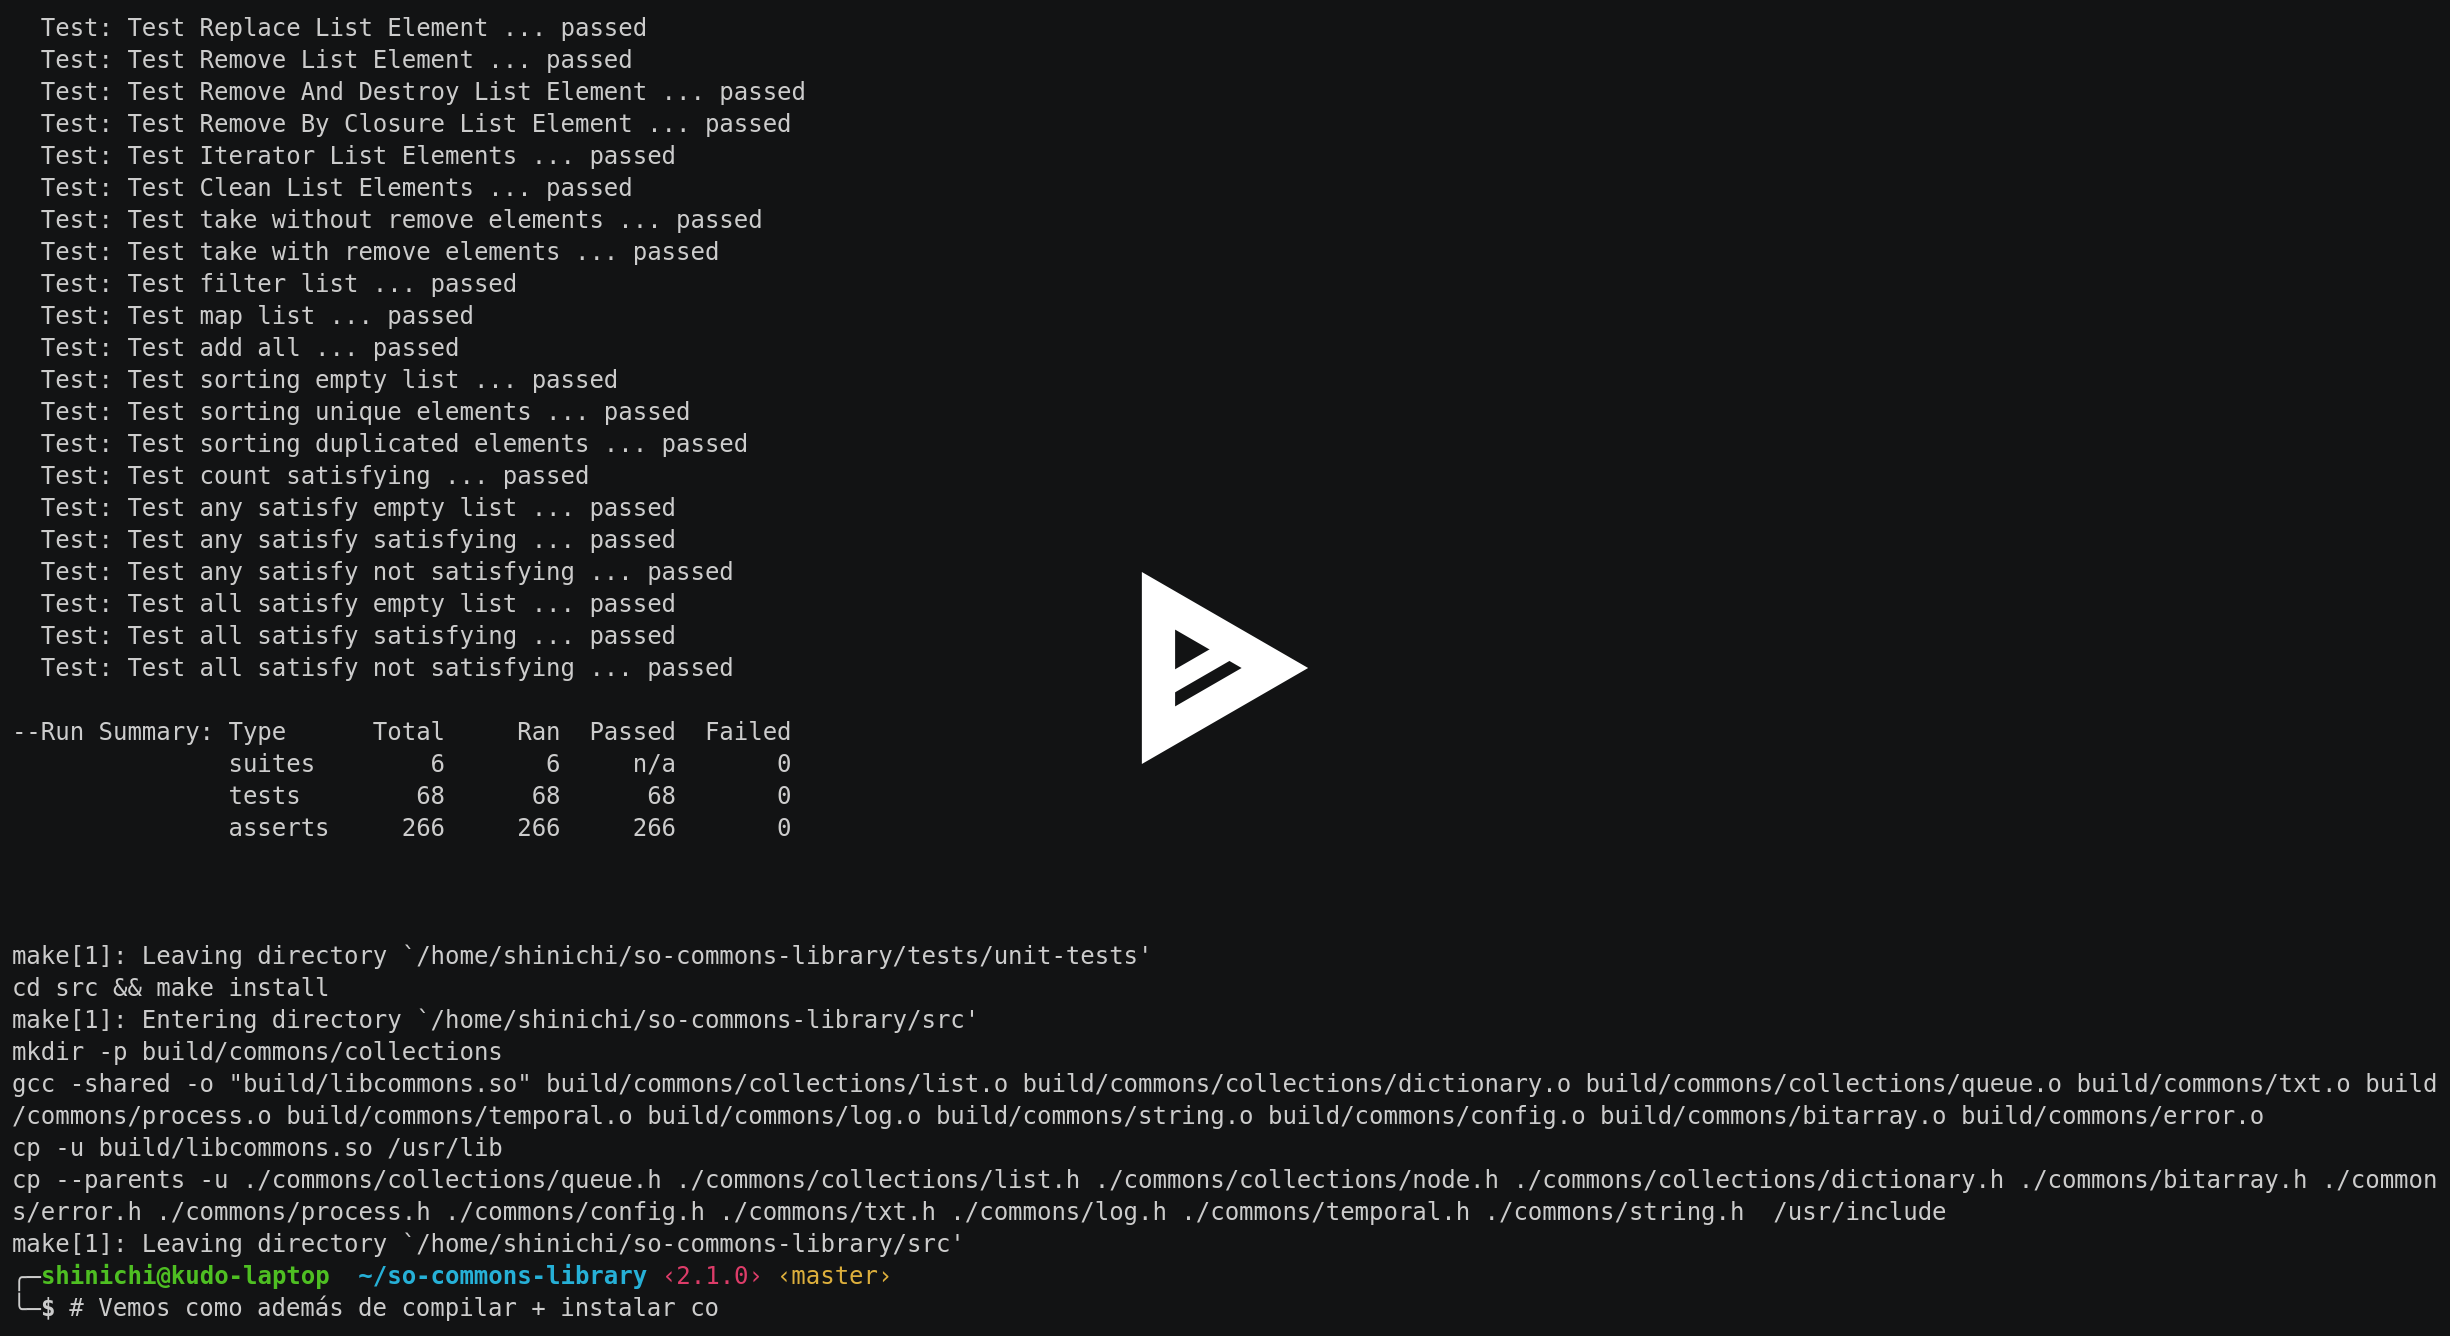 Test: Test Replace List Element ... passed
Test: Test Remove List Element ... passed
Test: Test Remove And Destroy List Element ... passed
Test: Test Remove By Closure List Element ... passed
Test: Test Iterator List Elements ... passed
Test: Test Clean List Elements ... passed
Test: Test take without remove elements ... passed
Test: Test take with remove elements ... passed
Test: Test filter list ... passed
Test: Test map list ... passed
Test: Test add all ... passed
Test: Test sorting empty list ... passed
Test: Test sorting unique elements ... passed
Test: Test sorting duplicated elements ... passed
Test: Test count satisfying ... passed
Test: Test any satisfy empty list ... passed
Test: Test any satisfy satisfying ... passed
Test: Test any satisfy not satisfying ... passed
Test: Test all satisfy empty list ... passed
Test: Test all satisfy satisfying ... passed
Test: Test all satisfy not satisfying ... passed
--Run Summary: Type      Total     Ran  Passed  Failed
               suites        6       6     n/a       0
               tests        68      68      68       0
               asserts     266     266     266       0
make[1]: Leaving directory `/home/shinichi/so-commons-library/tests/unit-tests'
cd src && make install
make[1]: Entering directory `/home/shinichi/so-commons-library/src'
mkdir -p build/commons/collections
gcc -shared -o "build/libcommons.so" build/commons/collections/list.o build/commons/collections/dictionary.o build/commons/collections/queue.o build/commons/txt.o build
/commons/process.o build/commons/temporal.o build/commons/log.o build/commons/string.o build/commons/config.o build/commons/bitarray.o build/commons/error.o
cp -u build/libcommons.so /usr/lib
cp --parents -u ./commons/collections/queue.h ./commons/collections/list.h ./commons/collections/node.h ./commons/collections/dictionary.h ./commons/bitarray.h ./common
s/error.h ./commons/process.h ./commons/config.h ./commons/txt.h ./commons/log.h ./commons/temporal.h ./commons/string.h  /usr/include
make[1]: Leaving directory `/home/shinichi/so-commons-library/src'
╭─shinichi@kudo-laptop  ~/so-commons-library ‹2.1.0› ‹master›
╰─$ # Vemos como además de compilar + instalar co